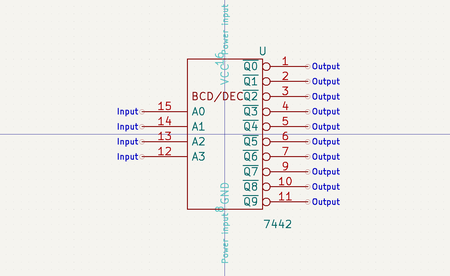 Power input
16
VCC
U
BCD/DEC
Q0 1 Output
Q1 2 Output
Q2 3 Output
Input 15 A0 Q3 4 Output
Input 14 A1 Q4 5 Output
Input 13 A2 Q5 6 Output
Input 12 A3 Q6 7 Output
Q7 9 Output
Q8 10 Output
Q9 11 Output
GND
8
Power input
7442